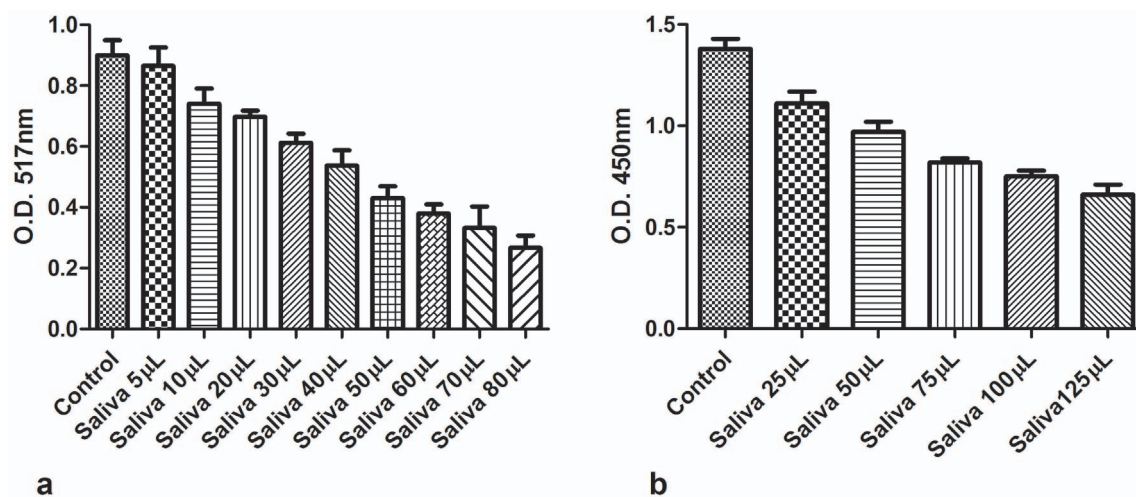 O.D. 517nm
1.0
0.8
0.6
0.4
0.2
0.0
Control
Saliva 5µL
Saliva 10µL
Saliva 20µL
Saliva 30µL
Saliva 40µL
Saliva 50µL
Saliva 60µL
Saliva 70µL
Saliva 80µL
a
O.D. 450nm
1.5
1.0
0.5
0.0
Control
Saliva 25µL
Saliva 50µL
Saliva 75µL
Saliva 100µL
Saliva125µL
b